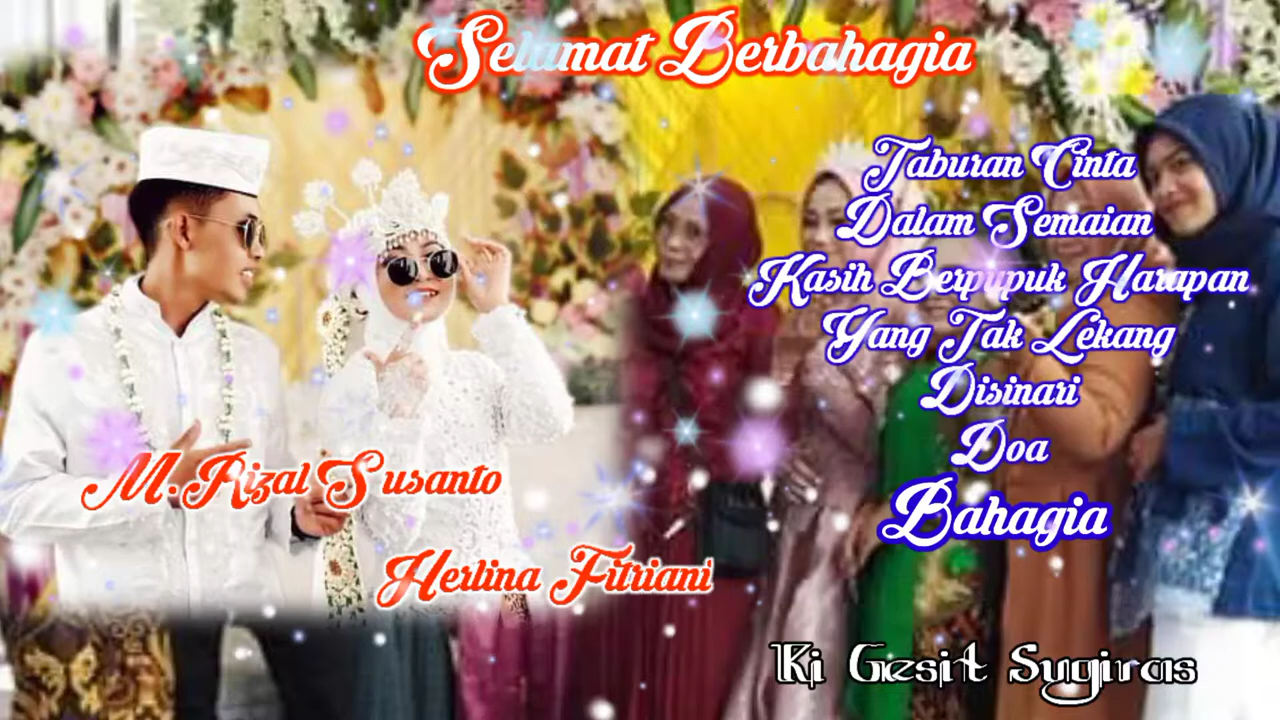 Selamat Berbahagia
Taburan Cinta
Dalam Semaian
Kasih Berpupuk Harapan
Yang Tak Lekang
Disinari
Doa
Bahagia
M. Rizal Susanto
Herlina Fitriani
Ki Gesit Sugiras